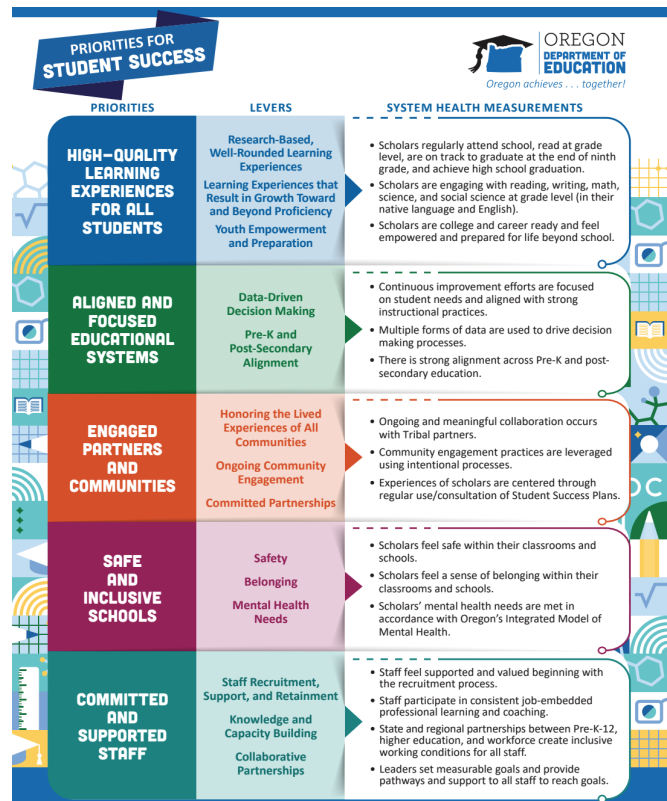 PRIORITIES FOR
STUDENT SUCCESS
OREGON
DEPARTMENT OF
EDUCATION
Oregon achieves . . . together!
PRIORITIES
LEVERS
SYSTEM HEALTH MEASUREMENTS
HIGH-QUALITY
LEARNING
EXPERIENCES
FOR ALL
STUDENTS
Research-Based,
Well-Rounded Learning
Experiences
Learning Experiences that
Result in Growth Toward
and Beyond Proficiency
Youth Empowerment
and Preparation
• Scholars regularly attend school, read at grade
level, are on track to graduate at the end of ninth
grade, and achieve high school graduation.
• Scholars are engaging with reading, writing, math,
science, and social science at grade level (in their
native language and English).
• Scholars are college and career ready and feel
empowered and prepared for life beyond school.
ALIGNED AND
FOCUSED
EDUCATIONAL
SYSTEMS
Data-Driven
Decision Making
Pre-K and
Post-Secondary
Alignment
• Continuous improvement efforts are focused
on student needs and aligned with strong
instructional practices.
• Multiple forms of data are used to drive decision
making processes.
• There is strong alignment across Pre-K and post-
secondary education.
ENGAGED
PARTNERS
AND
COMMUNITIES
Honoring the Lived
Experiences of All
Communities
Ongoing Community
Engagement
Committed Partnerships
• Ongoing and meaningful collaboration occurs
with Tribal partners.
• Community engagement practices are leveraged
using intentional processes.
• Experiences of scholars are centered through
regular use/consultation of Student Success Plans.
SAFE
AND
INCLUSIVE
SCHOOLS
Safety
Belonging
Mental Health
Needs
• Scholars feel safe within their classrooms and
schools.
• Scholars feel a sense of belonging within their
classrooms and schools.
• Scholars' mental health needs are met in
accordance with Oregon's Integrated Model of
Mental Health.
COMMITTED
AND
SUPPORTED
STAFF
Staff Recruitment,
Support, and Retainment
Knowledge and
Capacity Building
Collaborative
Partnerships
• Staff feel supported and valued beginning with
the recruitment process.
• Staff participate in consistent job-embedded
professional learning and coaching.
• State and regional partnerships between Pre-K-12,
higher education, and workforce create inclusive
working conditions for all staff.
• Leaders set measurable goals and provide
pathways and support to all staff to reach goals.